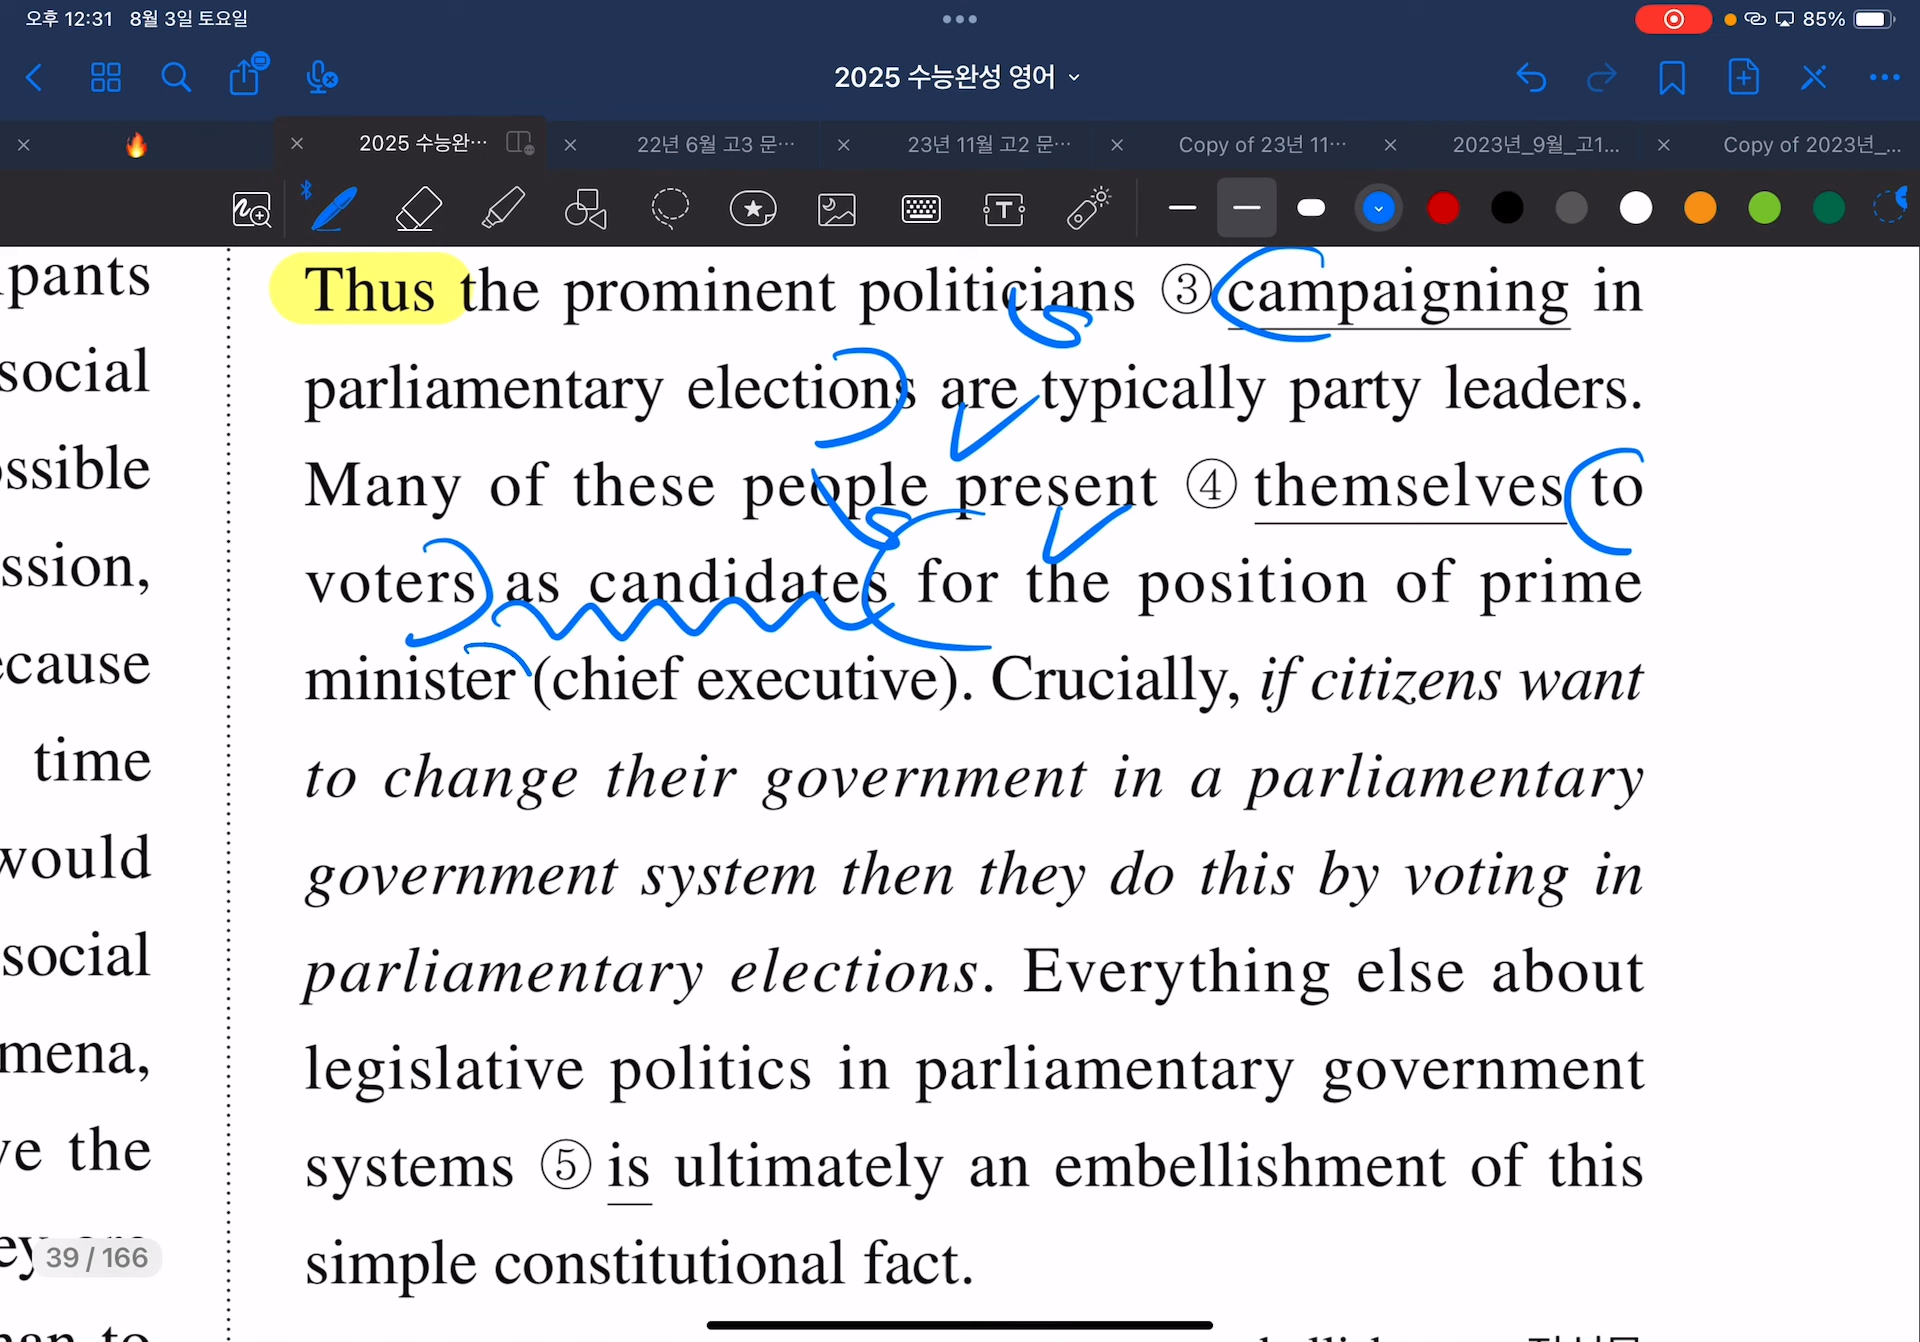 오후 12:31 8월 3일 토요일
85%
2025 수능완성 영어
2025 수능완…
22년 6월 고3 문…
23년 11월 고2 문…
Copy of 23년 11…
2023년_9월_고1...
Copy of 2023년_...
pants
social
ossible
ssion,
ecause
time
would
social
mena,
ve the
39 / 166
Thus the prominent politicians ③ campaigning in
parliamentary elections are typically party leaders.
Many of these people present ④ themselves to
voters as candidates for the position of prime
minister (chief executive). Crucially, if citizens want
to change their government in a parliamentary
government system then they do this by voting in
parliamentary elections. Everything else about
legislative politics in parliamentary government
systems ⑤ is ultimately an embellishment of this
simple constitutional fact.